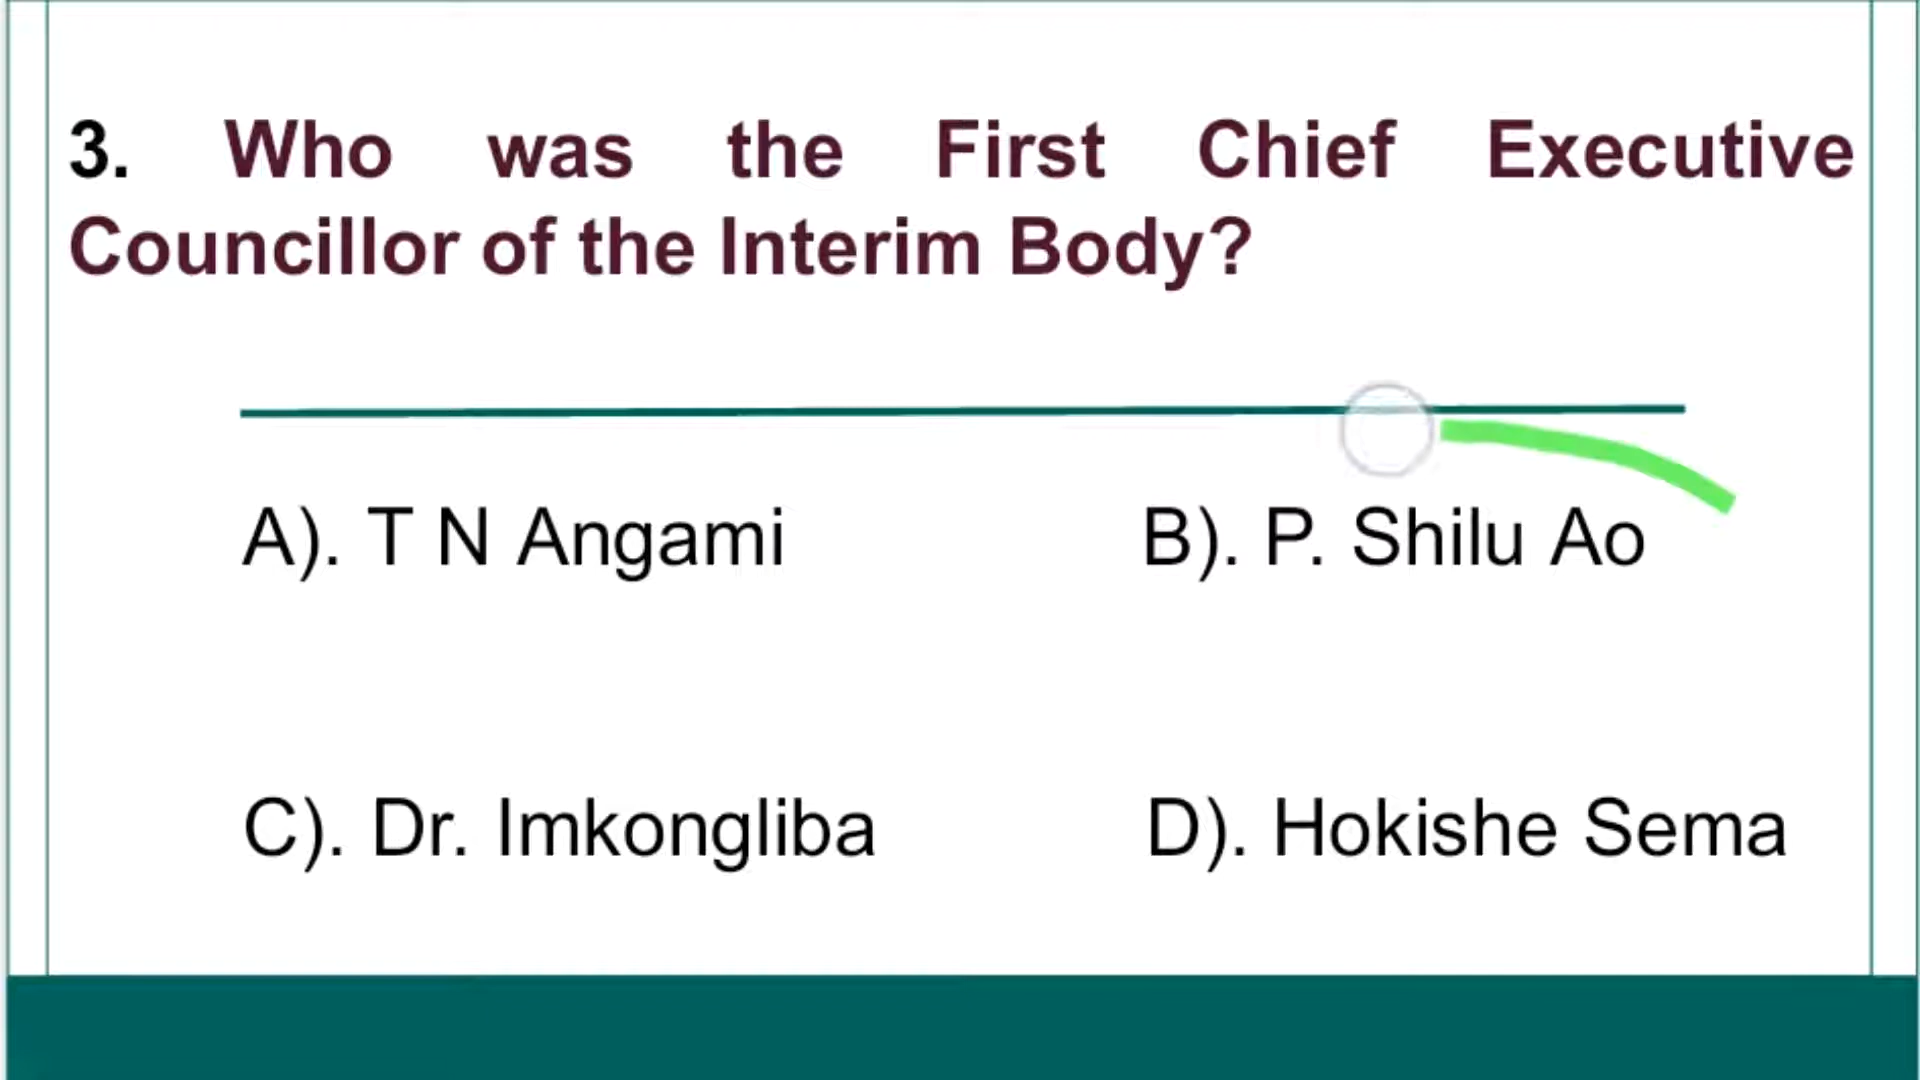 3. Who was the First Chief Executive
Councillor of the Interim Body?
A). T N Angami
B). P. Shilu Ao
C). Dr. Imkongliba
D). Hokishe Sema